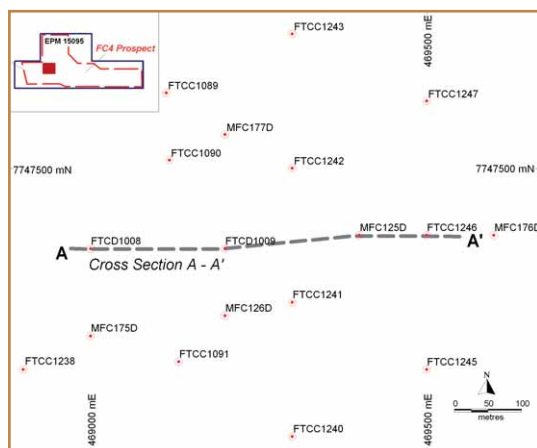 FTCC1243
EPM 15095
FC4 Prospect
469500 mE
FTCC1089
FTCC1247
MFC177D
FTCC1090
FTCC1242
7747500 mN
7747500 mN
MFC125D
FTCC1246
MFC176D
A
FTCD1008
FTCD1009
A'
Cross Section A - A'
FTCC1241
MFC126D
MFC175D
FTCC1238
FTCC1091
FTCC1245
N
469000 mE
469500 mE
0 50 100
metres
FTCC1240